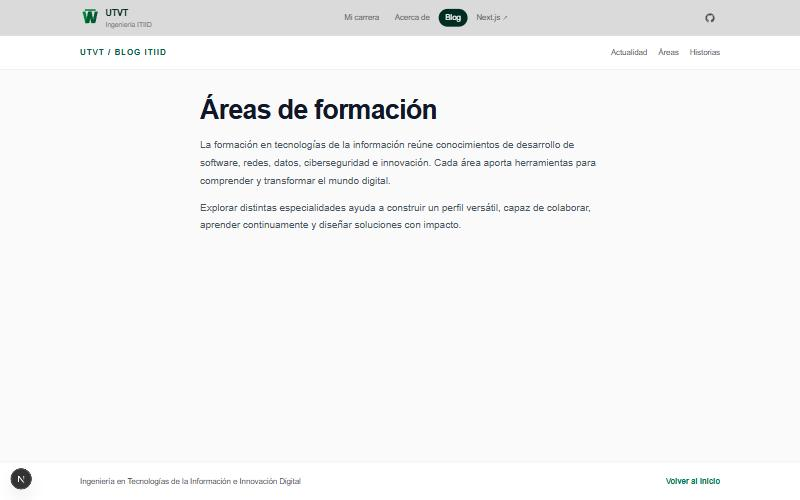 UTVT
Ingeniería ITIID
Mi carrera
Acerca de
Blog
Next.js ↗
UTVT / BLOG ITIID
Actualidad
Áreas
Historias
Áreas de formación
La formación en tecnologías de la información reúne conocimientos de desarrollo de
software, redes, datos, ciberseguridad e innovación. Cada área aporta herramientas para
comprender y transformar el mundo digital.
Explorar distintas especialidades ayuda a construir un perfil versátil, capaz de colaborar,
aprender continuamente y diseñar soluciones con impacto.
N
Ingeniería en Tecnologías de la Información e Innovación Digital
Volver al inicio